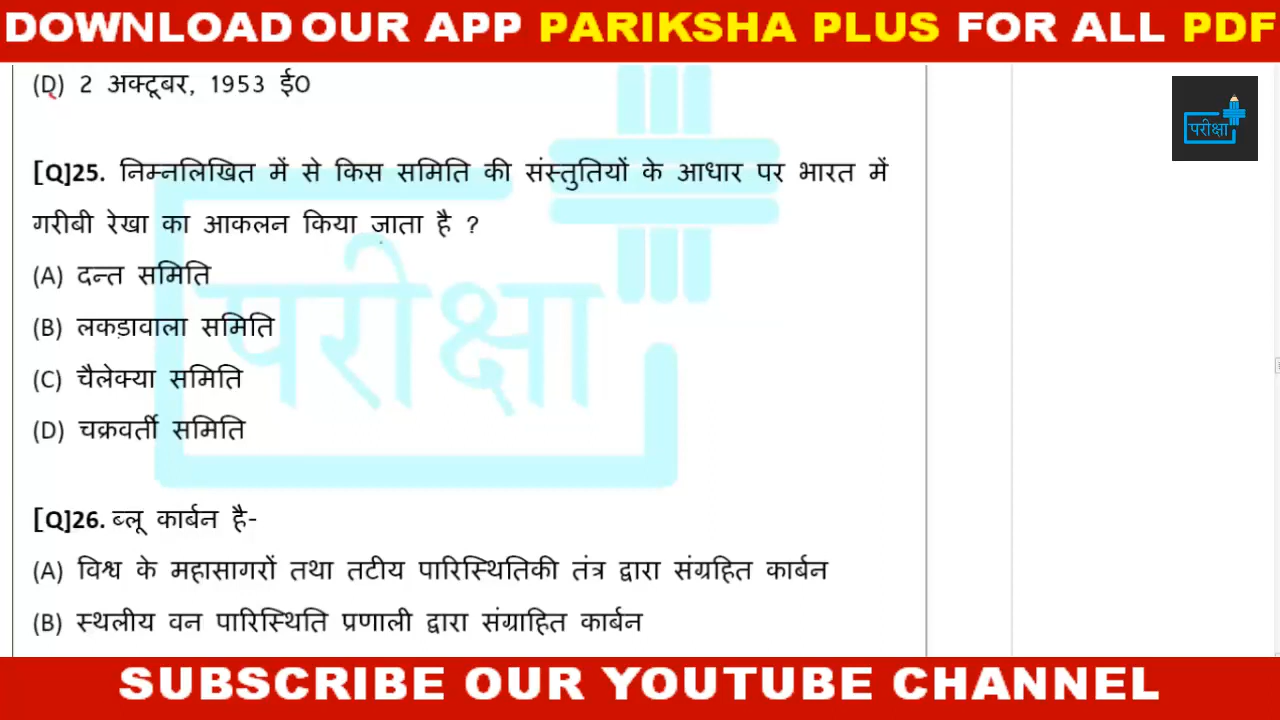 DOWNLOAD OUR APP PARIKSHA PLUS FOR ALL PDF
(D) 2 अक्टूबर, 1953 ई0
परीक्षा
[Q]25. निम्नलिखित में से किस समिति की संस्तुतियों के आधार पर भारत में
गरीबी रेखा का आकलन किया जाता है ?
(A) दन्त समिति
(B) लकड़ावाला समिति
परीक्षा
(C) चैलेक्या समिति
(D) चक्रवर्ती समिति
[Q]26. ब्लू कार्बन है-
(A) विश्व के महासागरों तथा तटीय पारिस्थितिकी तंत्र द्वारा संग्रहित कार्बन
(B) स्थलीय वन पारिस्थिति प्रणाली द्वारा संग्राहित कार्बन
SUBSCRIBE OUR YOUTUBE CHANNEL